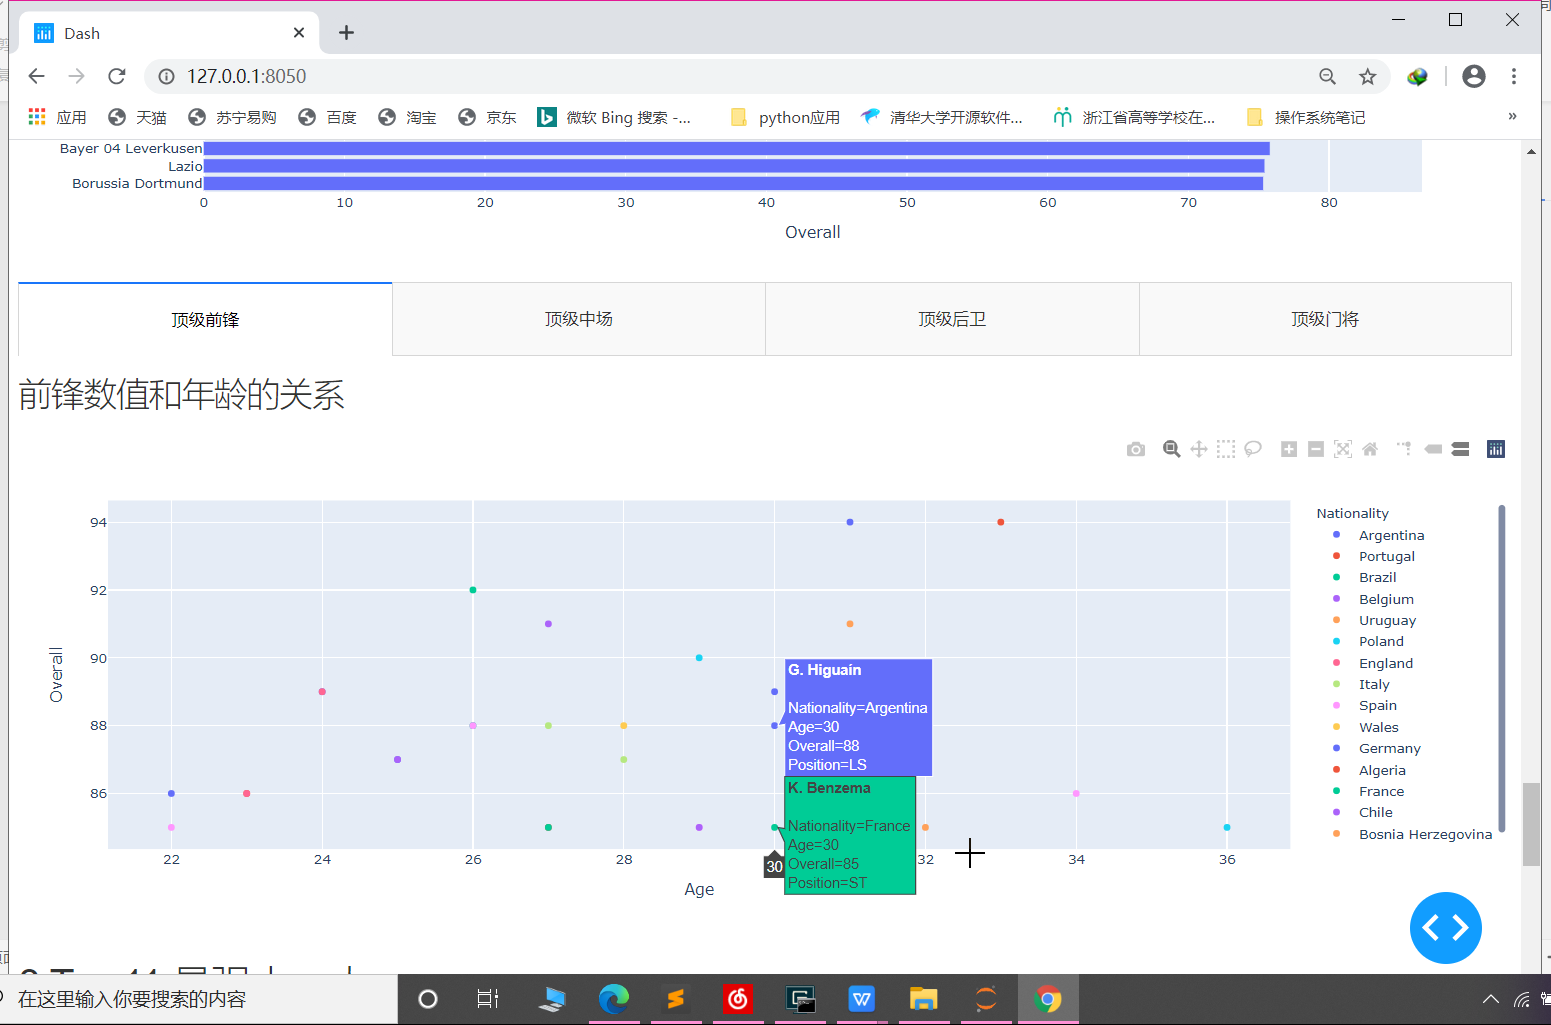 Dash
127.0.0.1:8050
应用 天猫 苏宁易购 百度 淘宝 京东 微软 Bing 搜索 -... python应用 清华大学开源软件... 浙江省高等学校在... 操作系统笔记 »
Bayer 04 Leverkusen
Lazio
Borussia Dortmund
0 10 20 30 40 50 60 70 80
Overall
顶级前锋 顶级中场 顶级后卫 顶级门将
前锋数值和年龄的关系
94
92
90
88
86
Overall
22 24 26 28 30 32 34 36
Age
G. Higuaín
Nationality=Argentina
Age=30
Overall=88
Position=LS
K. Benzema
Nationality=France
Age=30
Overall=85
Position=ST
Nationality
Argentina
Portugal
Brazil
Belgium
Uruguay
Poland
England
Italy
Spain
Wales
Germany
Algeria
France
Chile
Bosnia Herzegovina
在这里输入你要搜索的内容